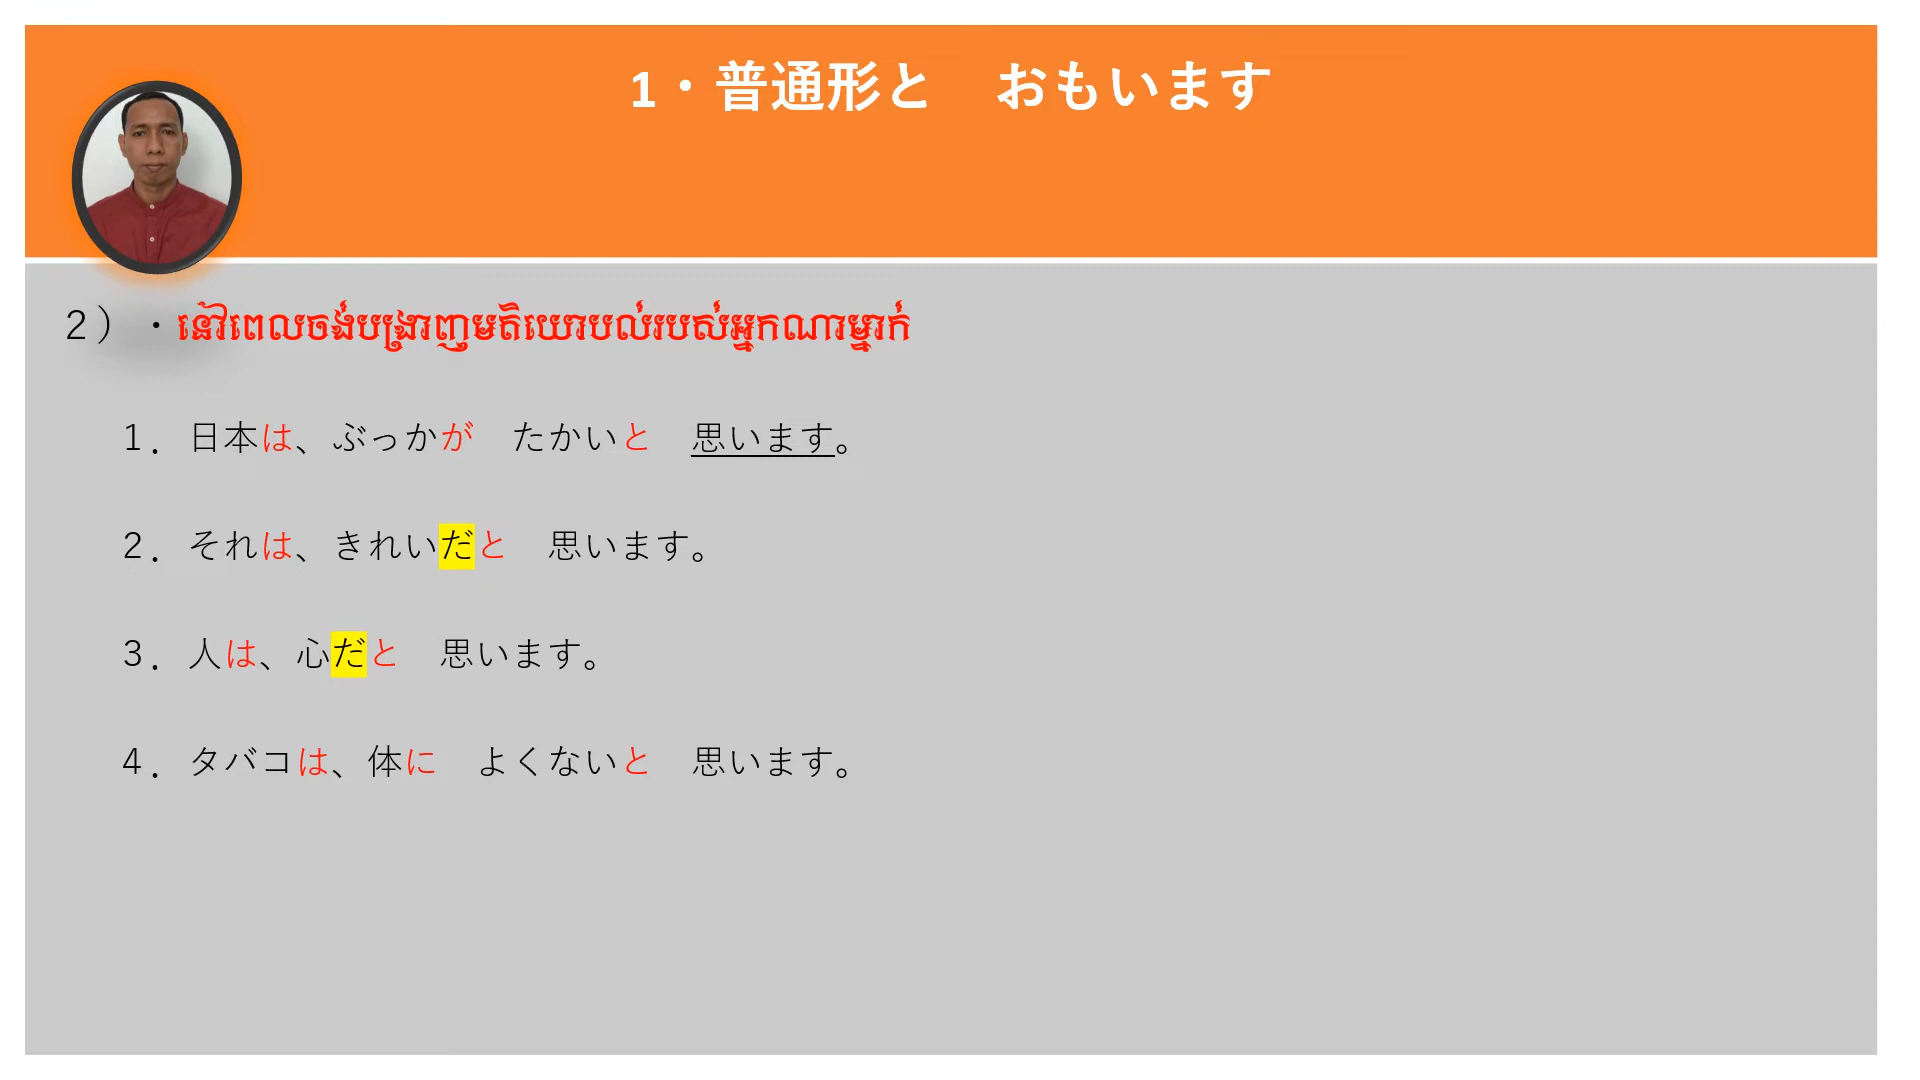 1・普通形と　おもいます
2）・នៅពេលចង់បង្ហាញមតិយោបល់របស់អ្នកណាម្នាក់
1．日本は、ぶっかが　たかいと　思います。
2．それは、きれいだと　思います。
3．人は、心だと　思います。
4．タバコは、体に　よくないと　思います。